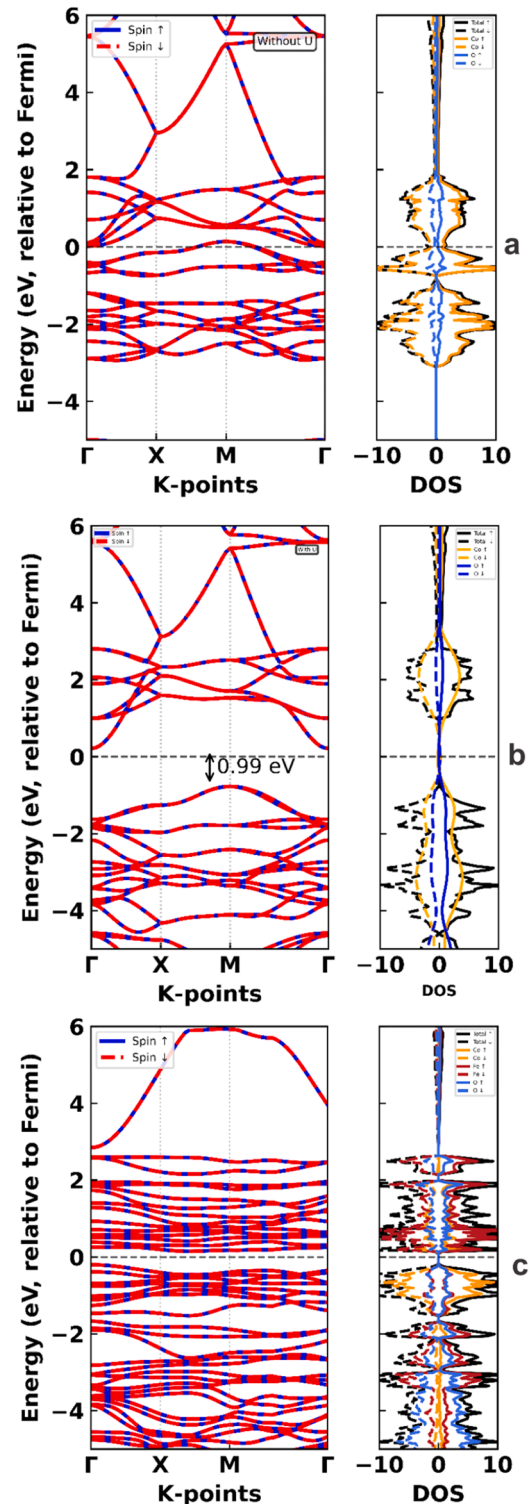 6
4
2
0
−2
−4
Energy (eV, relative to Fermi)
Spin ↑
Spin ↓
Without U
Γ X M Γ
K-points
Total ↑
Total ↓
Co ↑
Co ↓
O ↑
O ↓
−10 0 10
DOS
a
6
4
2
0
−2
−4
Energy (eV, relative to Fermi)
Spin ↑
Spin ↓
With U
0.99 eV
Γ X M Γ
K-points
Total ↑
Total ↓
Co ↑
Co ↓
O ↑
O ↓
−10 0 10
DOS
b
6
4
2
0
−2
−4
Energy (eV, relative to Fermi)
Spin ↑
Spin ↓
Γ X M Γ
K-points
Total ↑
Total ↓
Co ↑
Co ↓
Fe ↑
Fe ↓
O ↑
O ↓
−10 0 10
DOS
c